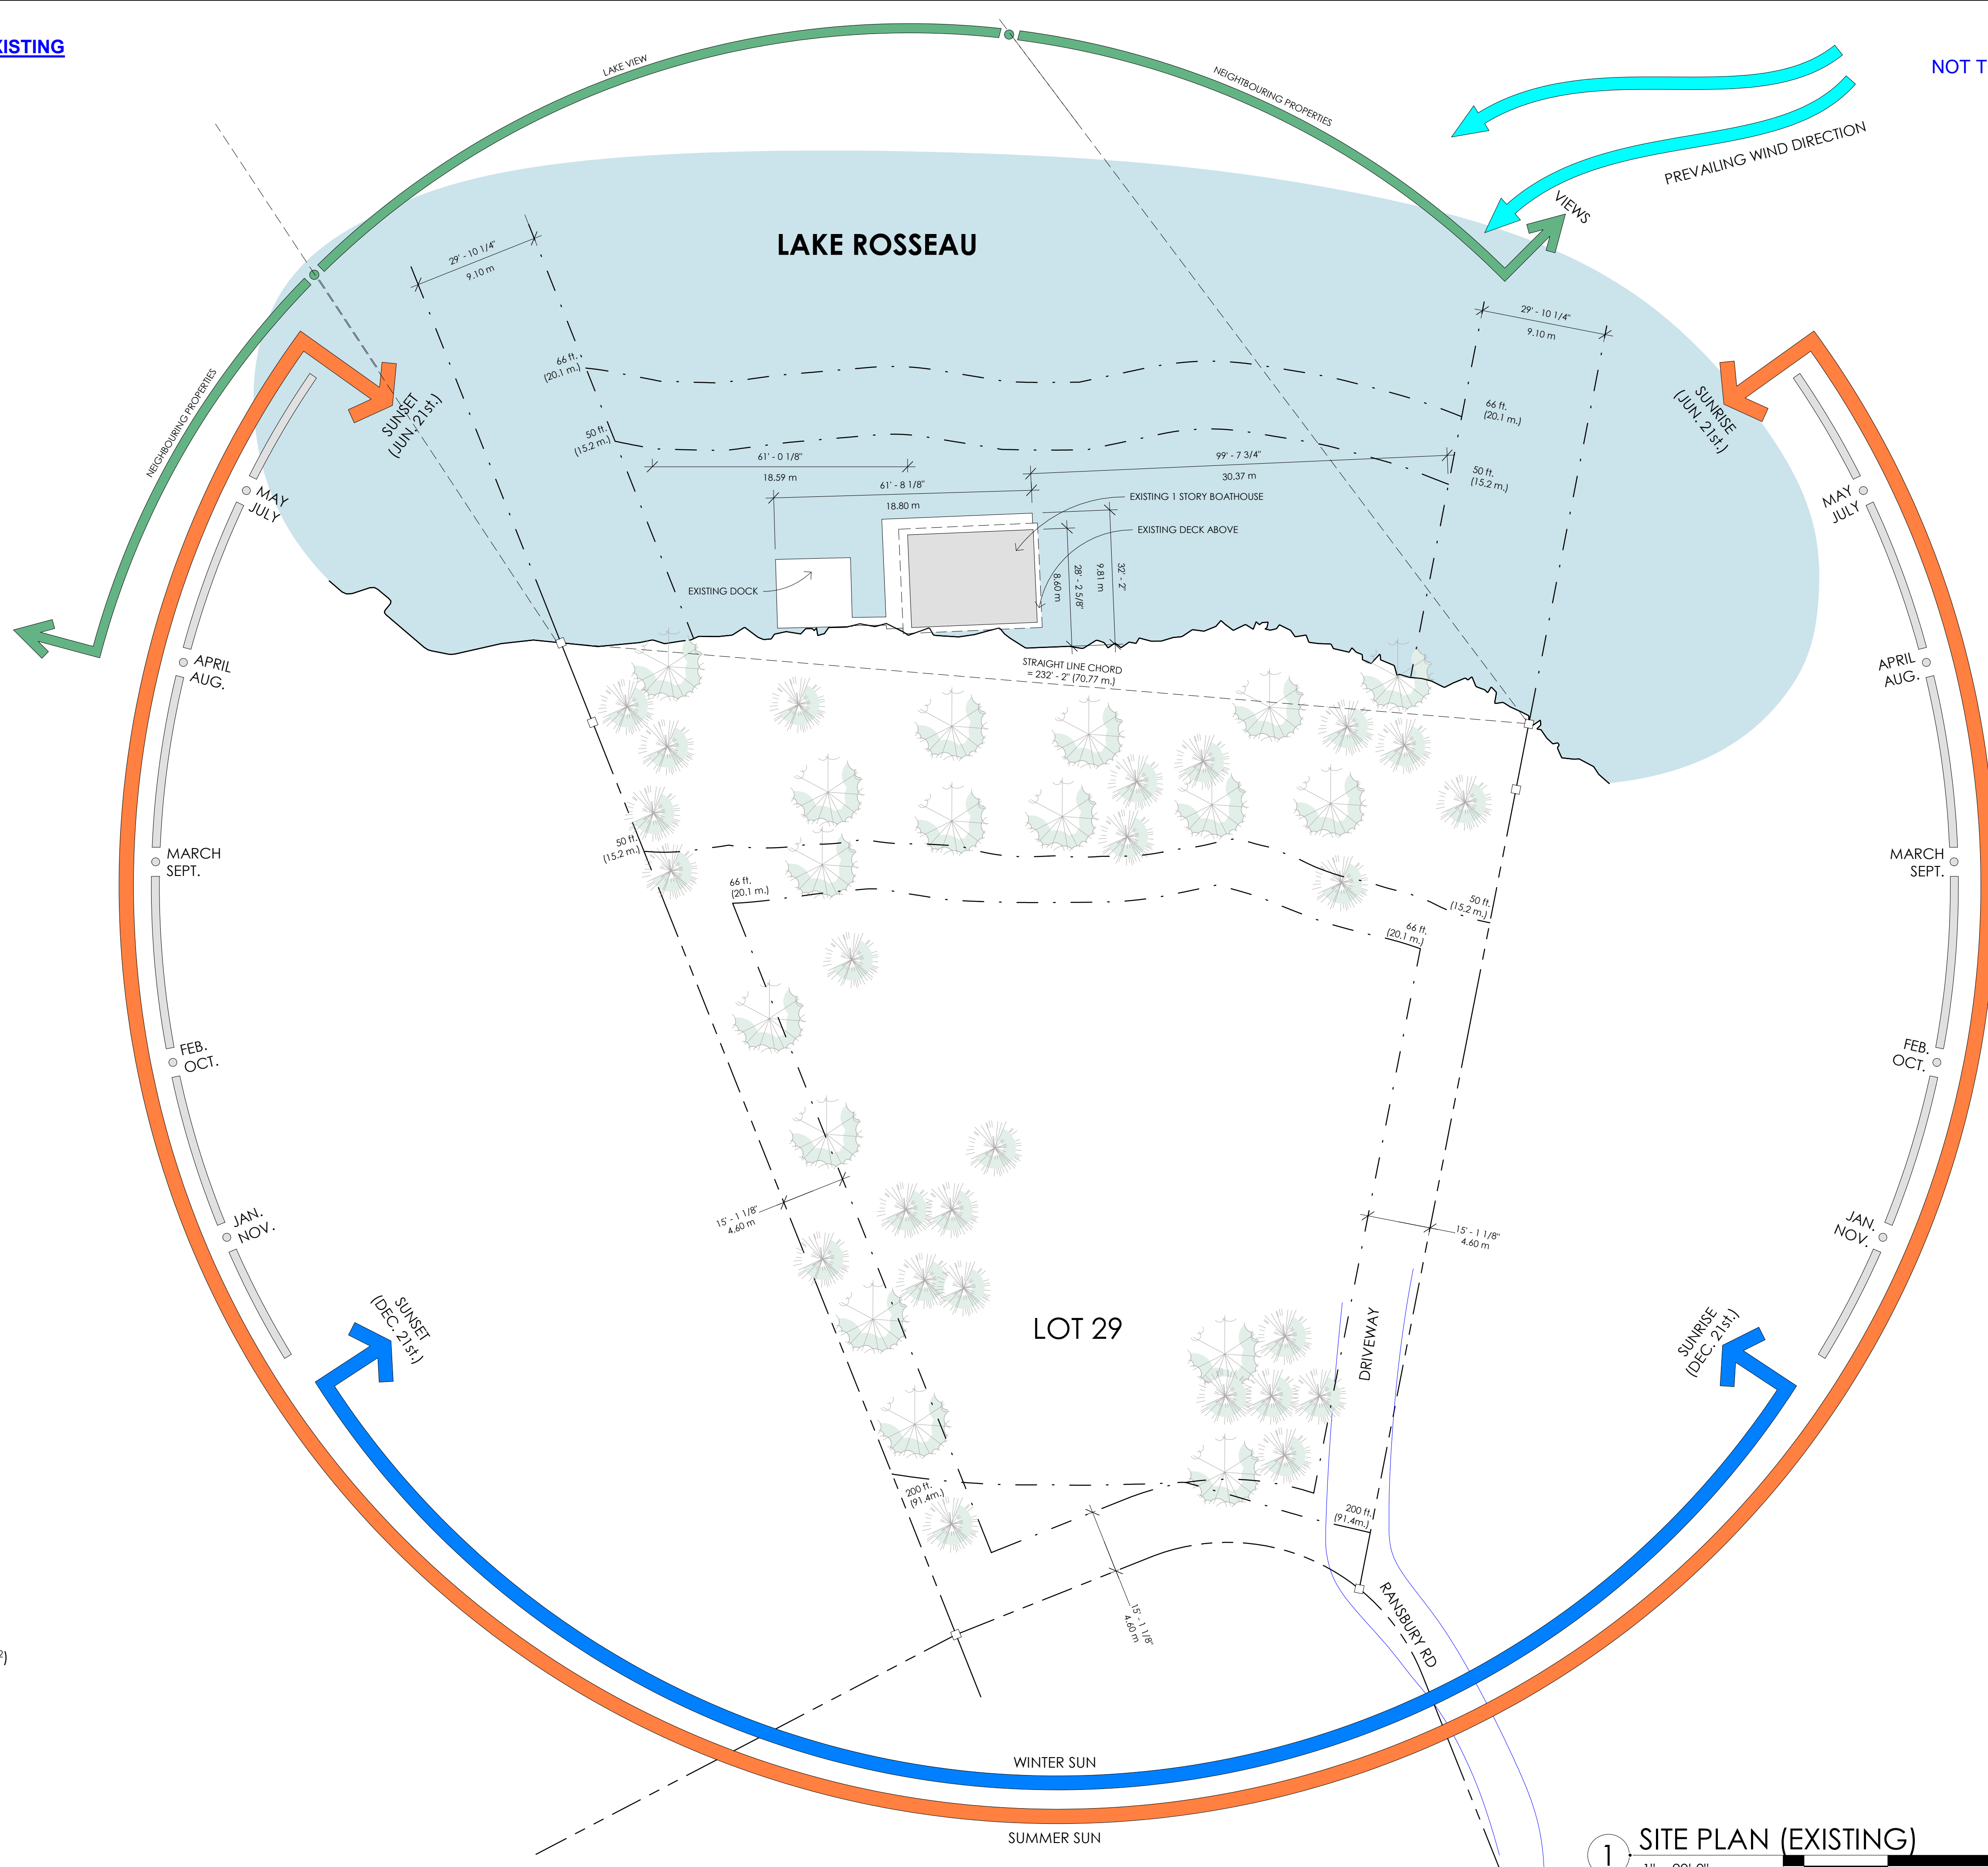 XISTING
NOT T
LAKE VIEW
NEIGHTBOURING PROPERTIES
PREVAILING WIND DIRECTION
VIEWS
LAKE ROSSEAU
29' - 10 1/4"
9.10 m
29' - 10 1/4"
9.10 m
NEIGHBOURING PROPERTIES
66 ft.
(20.1 m.)
66 ft.
(20.1 m.)
SUNSET
(JUN. 21st.)
SUNRISE
(JUN. 21st.)
50 ft.
(15.2 m.)
50 ft.
(15.2 m.)
61' - 0 1/8"
18.59 m
99' - 7 3/4"
30.37 m
61' - 8 1/8"
18.80 m
EXISTING 1 STORY BOATHOUSE
EXISTING DECK ABOVE
MAY
JULY
MAY
JULY
EXISTING DOCK
8.60 m
28' - 2 5/8"
9.81 m
32' - 2"
APRIL
AUG.
APRIL
AUG.
STRAIGHT LINE CHORD
= 232' - 2" (70.77 m.)
50 ft.
(15.2 m.)
MARCH
SEPT.
MARCH
SEPT.
66 ft.
(20.1 m.)
50 ft.
(15.2 m.)
66 ft.
(20.1 m.)
FEB.
OCT.
FEB.
OCT.
15' - 1 1/8"
4.60 m
15' - 1 1/8"
4.60 m
JAN.
NOV.
JAN.
NOV.
SUNSET
(DEC. 21st.)
LOT 29
DRIVEWAY
SUNRISE
(DEC. 21st.)
200 ft.
(91.4m.)
200 ft.
(91.4m.)
15' - 1 1/8"
4.60 m
RANSBURY RD
2)
WINTER SUN
SUMMER SUN
1
SITE PLAN (EXISTING)